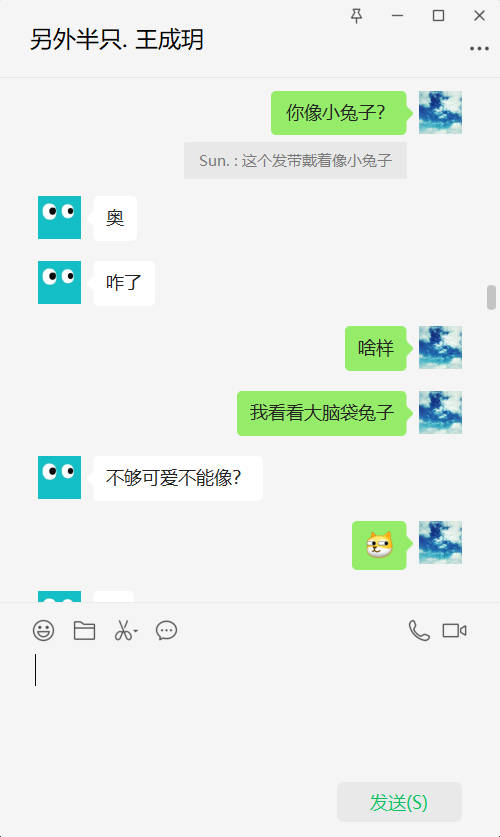 另外半只. 王成玥
你像小兔子？
Sun. : 这个发带戴着像小兔子
奥
咋了
啥样
我看看大脑袋兔子
不够可爱不能像？
发送(S)